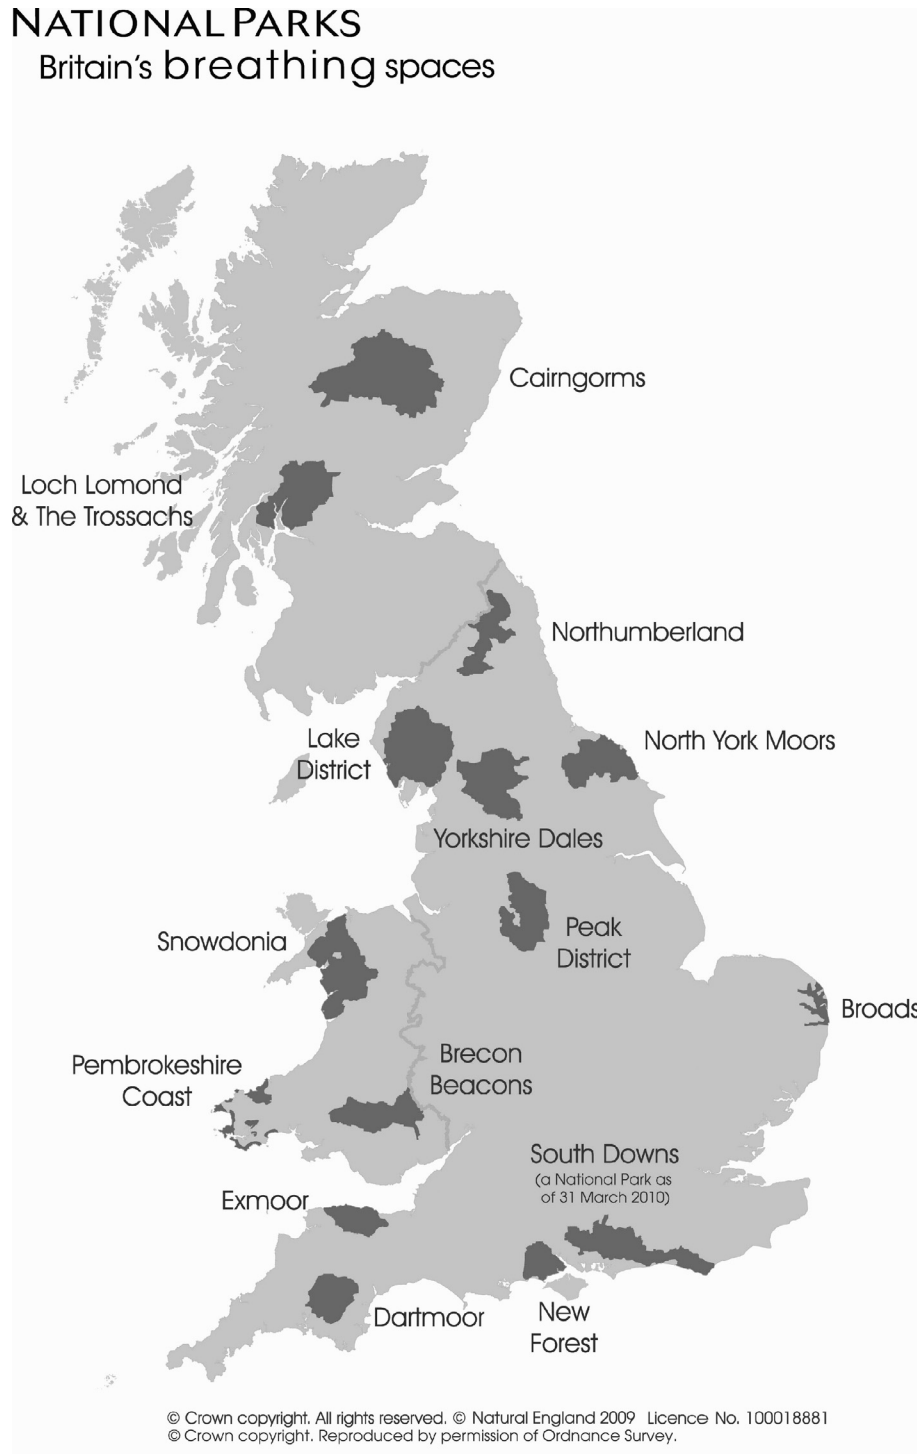 NATIONAL PARKS
Britain's breathing spaces
Cairngorms
Loch Lomond
& The Trossachs
Northumberland
Lake
District
North York Moors
Yorkshire Dales
Peak
District
Snowdonia
Broads
Brecon
Beacons
Pembrokeshire
Coast
South Downs
(a National Park as
of 31 March 2010)
Exmoor
Dartmoor
New
Forest
© Crown copyright. All rights reserved. © Natural England 2009 Licence No. 100018881
© Crown copyright. Reproduced by permission of Ordnance Survey.